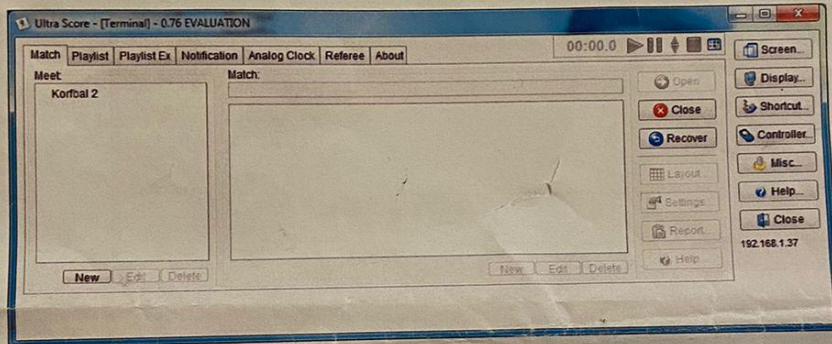 Ultra Score - [Terminal] - 0.76 EVALUATION
Match Playlist Playlist Ex Notification Analog Clock Referee About
00:00.0
Meet:
Korfbal 2
New Edit Delete
Match:
New Edit Delete
Open
Close
Recover
Layout...
Settings
Report...
Help
Screen...
Display...
Shortcut...
Controller...
Misc...
Help...
Close
192.168.1.37